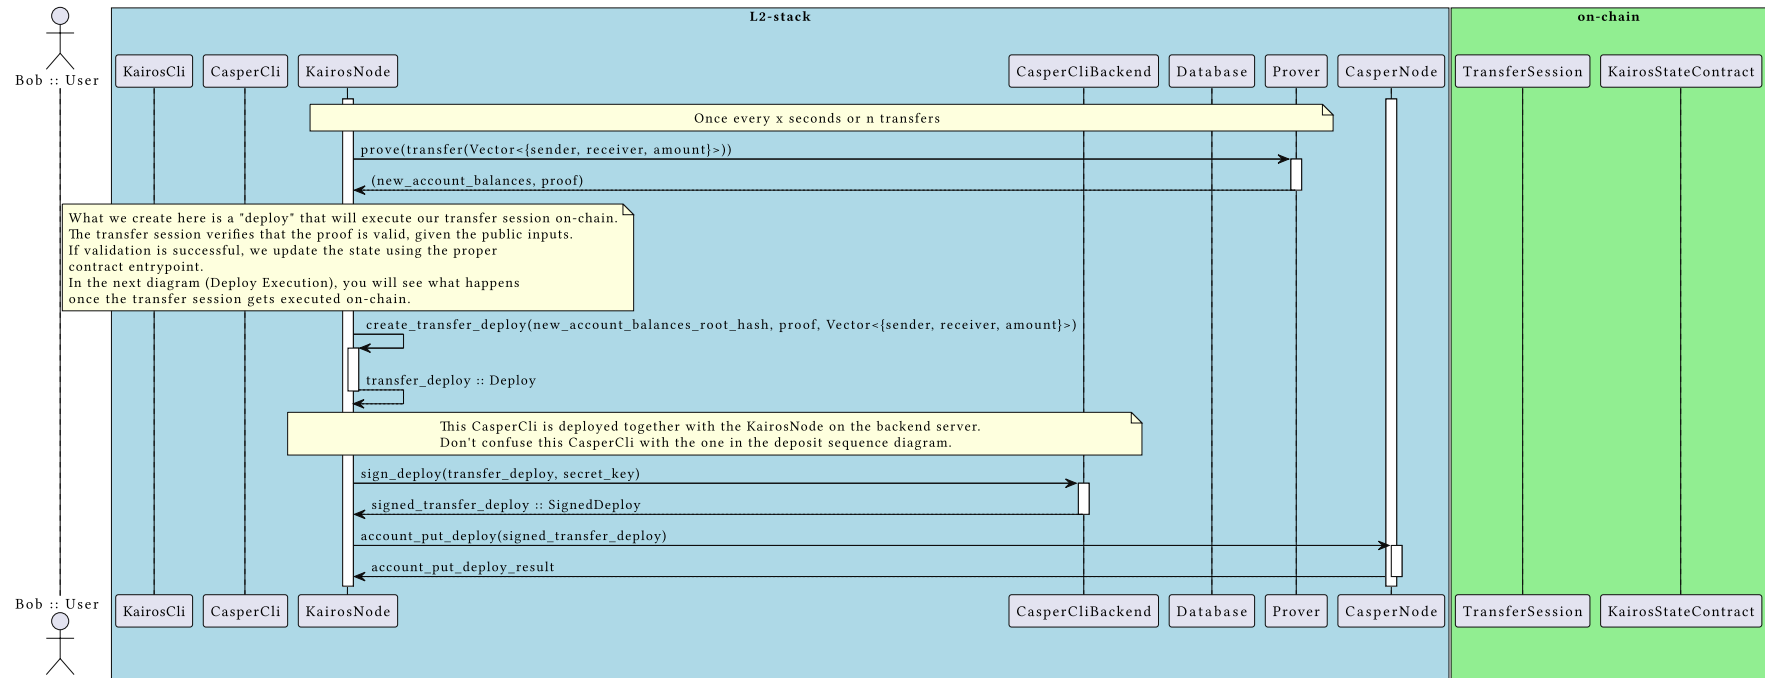 L2-stack
on-chain
Bob :: User
KairosCli
CasperCli
KairosNode
CasperCliBackend
Database
Prover
CasperNode
TransferSession
KairosStateContract
Once every x seconds or n transfers
prove(transfer(Vector<{sender, receiver, amount}>))
(new_account_balances, proof)
What we create here is a "deploy" that will execute our transfer session on-chain.
The transfer session verifies that the proof is valid, given the public inputs.
If validation is successful, we update the state using the proper
contract entrypoint.
In the next diagram (Deploy Execution), you will see what happens
once the transfer session gets executed on-chain.
create_transfer_deploy(new_account_balances_root_hash, proof, Vector<{sender, receiver, amount}>)
transfer_deploy :: Deploy
This CasperCli is deployed together with the KairosNode on the backend server.
Don't confuse this CasperCli with the one in the deposit sequence diagram.
sign_deploy(transfer_deploy, secret_key)
signed_transfer_deploy :: SignedDeploy
account_put_deploy(signed_transfer_deploy)
account_put_deploy_result
Bob :: User
KairosCli
CasperCli
KairosNode
CasperCliBackend
Database
Prover
CasperNode
TransferSession
KairosStateContract